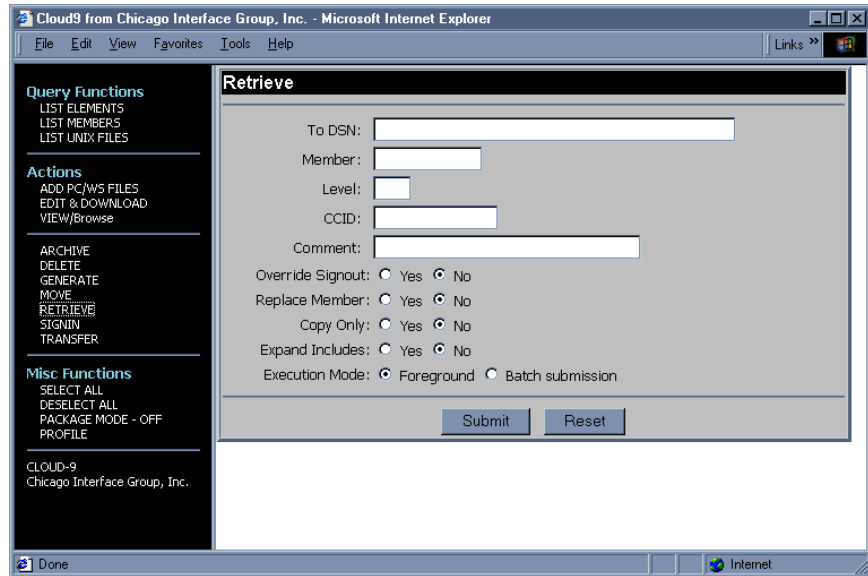 Cloud9 from Chicago Interface Group, Inc. - Microsoft Internet Explorer
File Edit View Favorites Tools Help Links »
Query Functions
LIST ELEMENTS
LIST MEMBERS
LIST UNIX FILES
Actions
ADD PC/WS FILES
EDIT & DOWNLOAD
VIEW/Browse
ARCHIVE
DELETE
GENERATE
MOVE
RETRIEVE
SIGNIN
TRANSFER
Misc Functions
SELECT ALL
DESELECT ALL
PACKAGE MODE - OFF
PROFILE
CLOUD-9
Chicago Interface Group, Inc.
Retrieve
To DSN:
Member:
Level:
CCID:
Comment:
Override Signout: Yes No
Replace Member: Yes No
Copy Only: Yes No
Expand Includes: Yes No
Execution Mode: Foreground Batch submission
Submit Reset
Done Internet